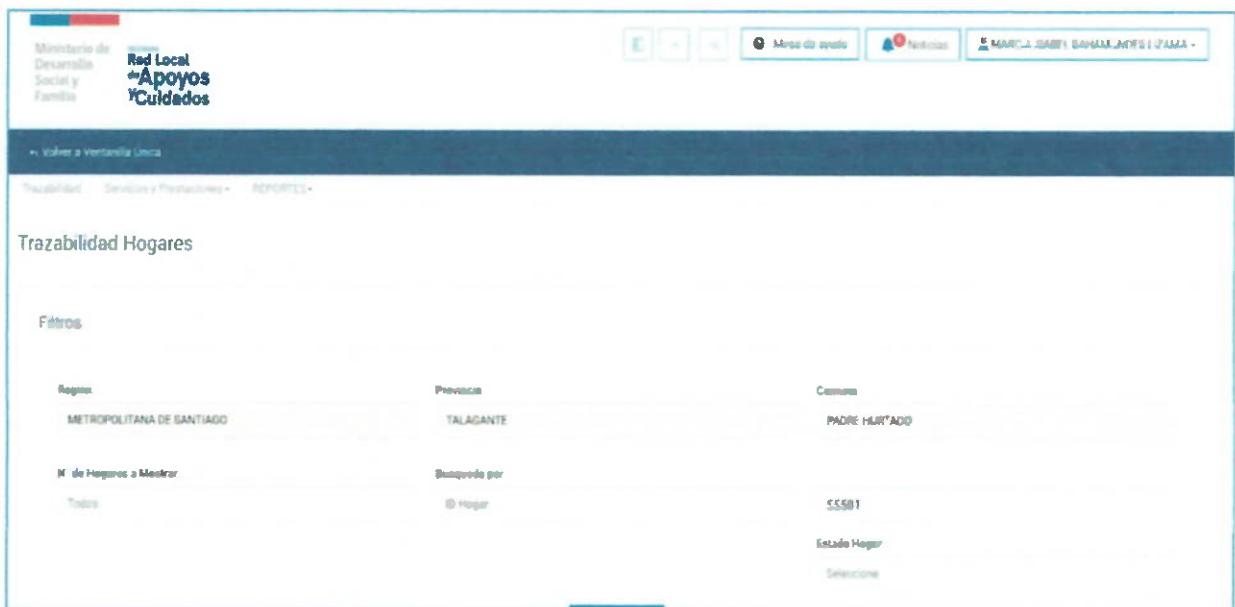 Ministerio de
Desarrollo
Social y
Familia
Red Local
de Apoyos
y Cuidados
Mesa de ayuda
Noticias
Volver a Ventanilla Única
Trazabilidad Servicios y Prestaciones REPORTES
Trazabilidad Hogares
Filtros
Región Provincia Comuna
METROPOLITANA DE SANTIAGO TALAGANTE PADRE HURTADO
N° de Hogares a Mostrar Busqueda por
Todos ID Hogar
Estado Hogar
Seleccione